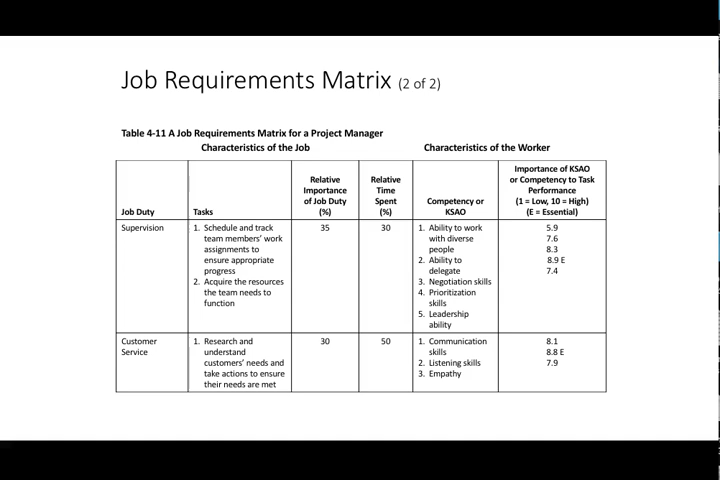 Job Requirements Matrix (2 of 2)
Table 4-11 A Job Requirements Matrix for a Project Manager
Characteristics of the Job
Characteristics of the Worker
Job Duty
Tasks
Relative
Importance
of Job Duty
(%)
Relative
Time
Spent
(%)
Competency or
KSAO
Importance of KSAO
or Competency to Task
Performance
(1 = Low, 10 = High)
(E = Essential)
Supervision
1. Schedule and track
team members' work
assignments to
ensure appropriate
progress
2. Acquire the resources
the team needs to
function
35
30
1. Ability to work
with diverse
people
2. Ability to
delegate
3. Negotiation skills
4. Prioritization
skills
5. Leadership
ability
5.9
7.6
8.3
8.9 E
7.4
Customer
Service
1. Research and
understand
customers' needs and
take actions to ensure
their needs are met
30
50
1. Communication
skills
2. Listening skills
3. Empathy
8.1
8.8 E
7.9